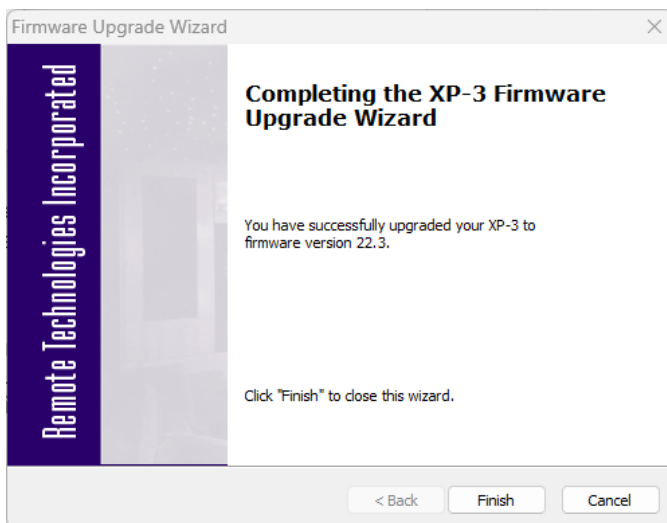 Firmware Upgrade Wizard
Remote Technologies Incorporated
Completing the XP-3 Firmware
Upgrade Wizard
You have successfully upgraded your XP-3 to
firmware version 22.3.
Click "Finish" to close this wizard.
< Back
Finish
Cancel